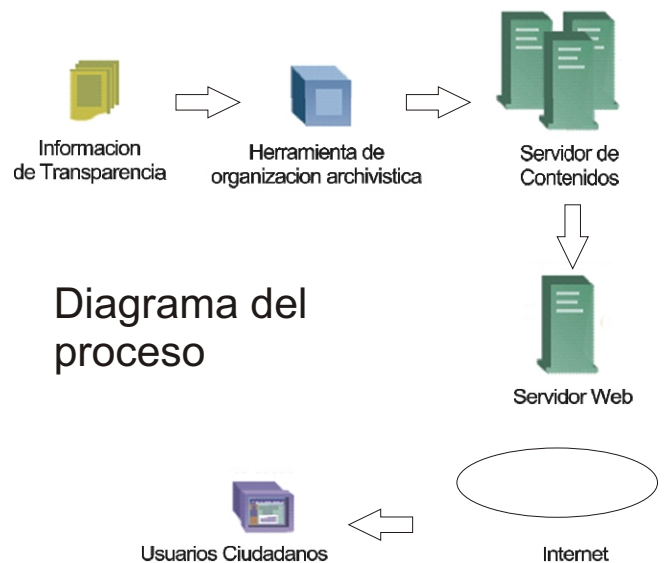 Informacion
de Transparencia
Herramienta de
organizacion archivistica
Servidor de
Contenidos
Diagrama del
proceso
Servidor Web
Usuarios Ciudadanos
Internet